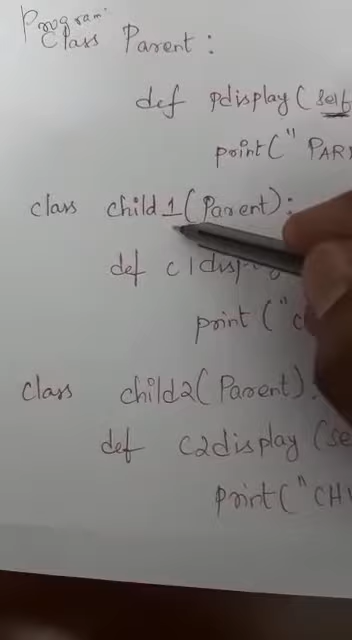 Program:
Class Parent:
def pdisplay(self
print("PAR
class child1(Parent):
def c1disp
print("C
class child2(Parent):
def c2display(se
print("CH